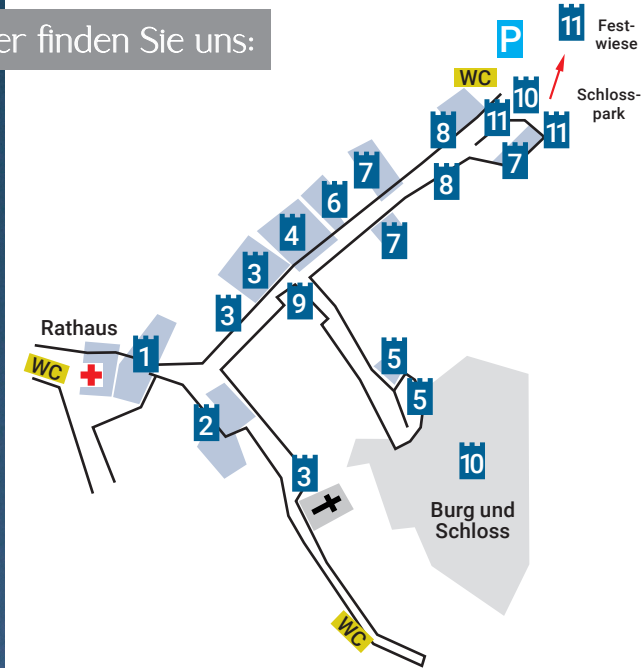 er finden Sie uns:
P
11
Fest-
wiese
WC
10
Schloss-
park
11
11
8
7
7
8
6
4
7
3
3
9
Rathaus
1
WC
5
5
2
10
3
Burg und
Schloss
WC